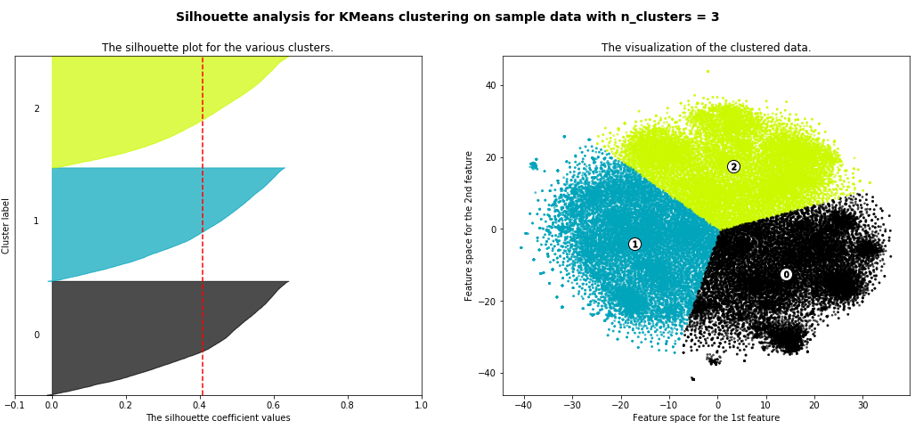 Silhouette analysis for KMeans clustering on sample data with n_clusters = 3
The silhouette plot for the various clusters.
Cluster label
2
1
0
−0.1 0.0 0.2 0.4 0.6 0.8 1.0
The silhouette coefficient values
The visualization of the clustered data.
Feature space for the 2nd feature
40
20
0
−20
−40
2
1
0
−40 −30 −20 −10 0 10 20 30
Feature space for the 1st feature